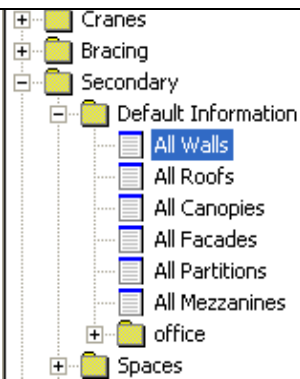 Cranes
Bracing
Secondary
Default Information
All Walls
All Roofs
All Canopies
All Facades
All Partitions
All Mezzanines
office
Spaces